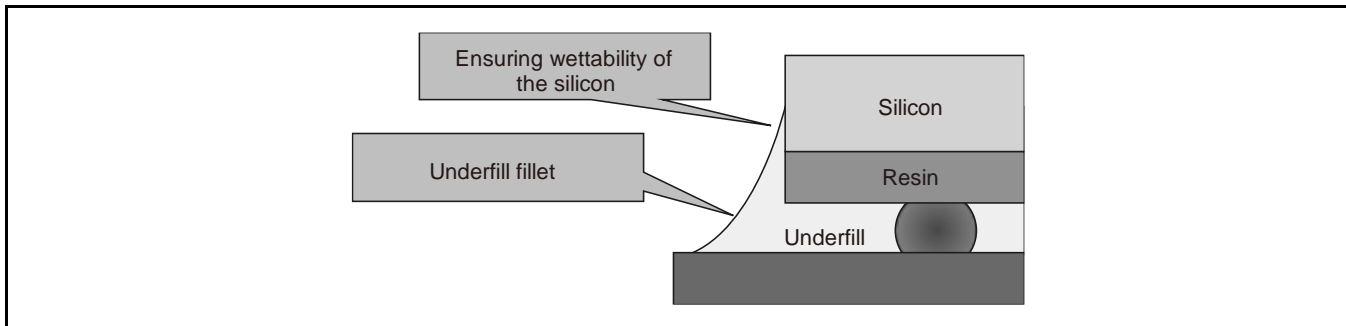 Ensuring wettability of
the silicon
Silicon
Underfill fillet
Resin
Underfill